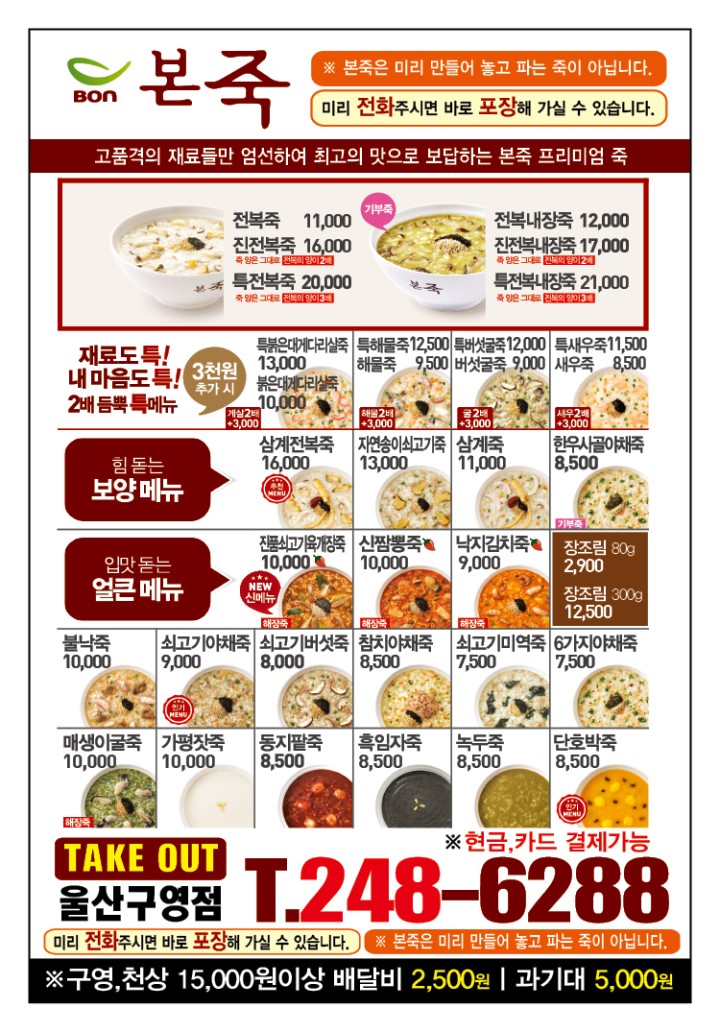 BON 본죽
※ 본죽은 미리 만들어 놓고 파는 죽이 아닙니다.
미리 전화주시면 바로 포장해 가실 수 있습니다.
고품격의 재료들만 엄선하여 최고의 맛으로 보답하는 본죽 프리미엄 죽
전복죽 11,000
진전복죽 16,000
죽 양은 그대로 전복의 양이 2배
특전복죽 20,000
죽 양은 그대로 전복의 양이 3배
본죽
기부죽
전복내장죽 12,000
진전복내장죽 17,000
죽 양은 그대로 전복의 양이 2배
특전복내장죽 21,000
죽 양은 그대로 전복의 양이 3배
본죽
재료도 특!
내 마음도 특!
2배 듬뿍 특메뉴
3천원
추가 시
특붉은대게다리살죽
13,000
붉은대게다리살죽
10,000
게살2배
+3,000
특해물죽 12,500
해물죽 9,500
해물2배
+3,000
특버섯굴죽 12,000
버섯굴죽 9,000
굴2배
+3,000
특새우죽 11,500
새우죽 8,500
새우2배
+3,000
힘 돋는
보양 메뉴
삼계전복죽
16,000
추천
MENU
자연송이쇠고기죽
13,000
삼계죽
11,000
한우사골야채죽
8,500
기부죽
입맛 돋는
얼큰 메뉴
진품쇠고기육개장죽
10,000
NEW
신메뉴
해장죽
신짬뽕죽
10,000
해장죽
낙지김치죽
9,000
해장죽
장조림 80g
2,900
장조림 300g
12,500
불낙죽
10,000
쇠고기야채죽
9,000
인기
MENU
쇠고기버섯죽
8,000
참치야채죽
8,500
쇠고기미역죽
7,500
6가지야채죽
7,500
매생이굴죽
10,000
해장죽
가평잣죽
10,000
동지팥죽
8,500
흑임자죽
8,500
녹두죽
8,500
단호박죽
8,500
인기
MENU
※현금,카드 결제가능
TAKE OUT
울산구영점
T.248-6288
미리 전화주시면 바로 포장해 가실 수 있습니다.
※ 본죽은 미리 만들어 놓고 파는 죽이 아닙니다.
※구영,천상 15,000원이상 배달비 2,500원 | 과기대 5,000원